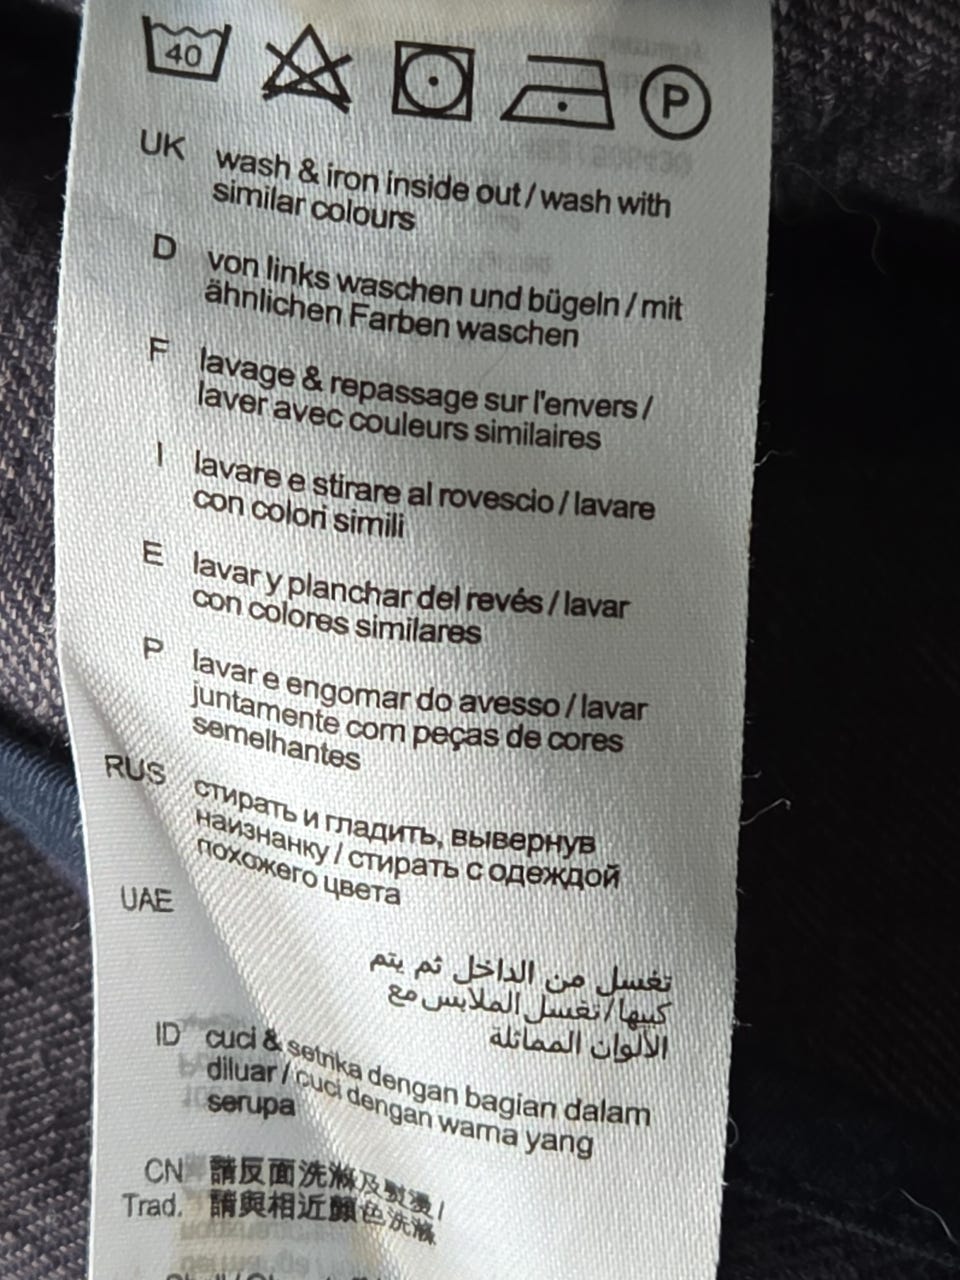 40
P
UK wash & iron inside out / wash with
similar colours
D von links waschen und bügeln / mit
ähnlichen Farben waschen
F lavage & repassage sur l'envers /
laver avec couleurs similaires
I lavare e stirare al rovescio / lavare
con colori simili
E lavar y planchar del revés / lavar
con colores similares
P lavar e engomar do avesso / lavar
juntamente com peças de cores
semelhantes
RUS стирать и гладить, вывернув
наизнанку / стирать с одеждой
похожего цвета
UAE
تغسل من الداخل ثم يتم
كييها / تغسل الملابس مع
الألوان المماثلة
ID cuci & setrika dengan bagian dalam
diluar / cuci dengan warna yang
serupa
CN 請反面洗滌及熨燙 /
Trad. 請與相近顏色洗滌